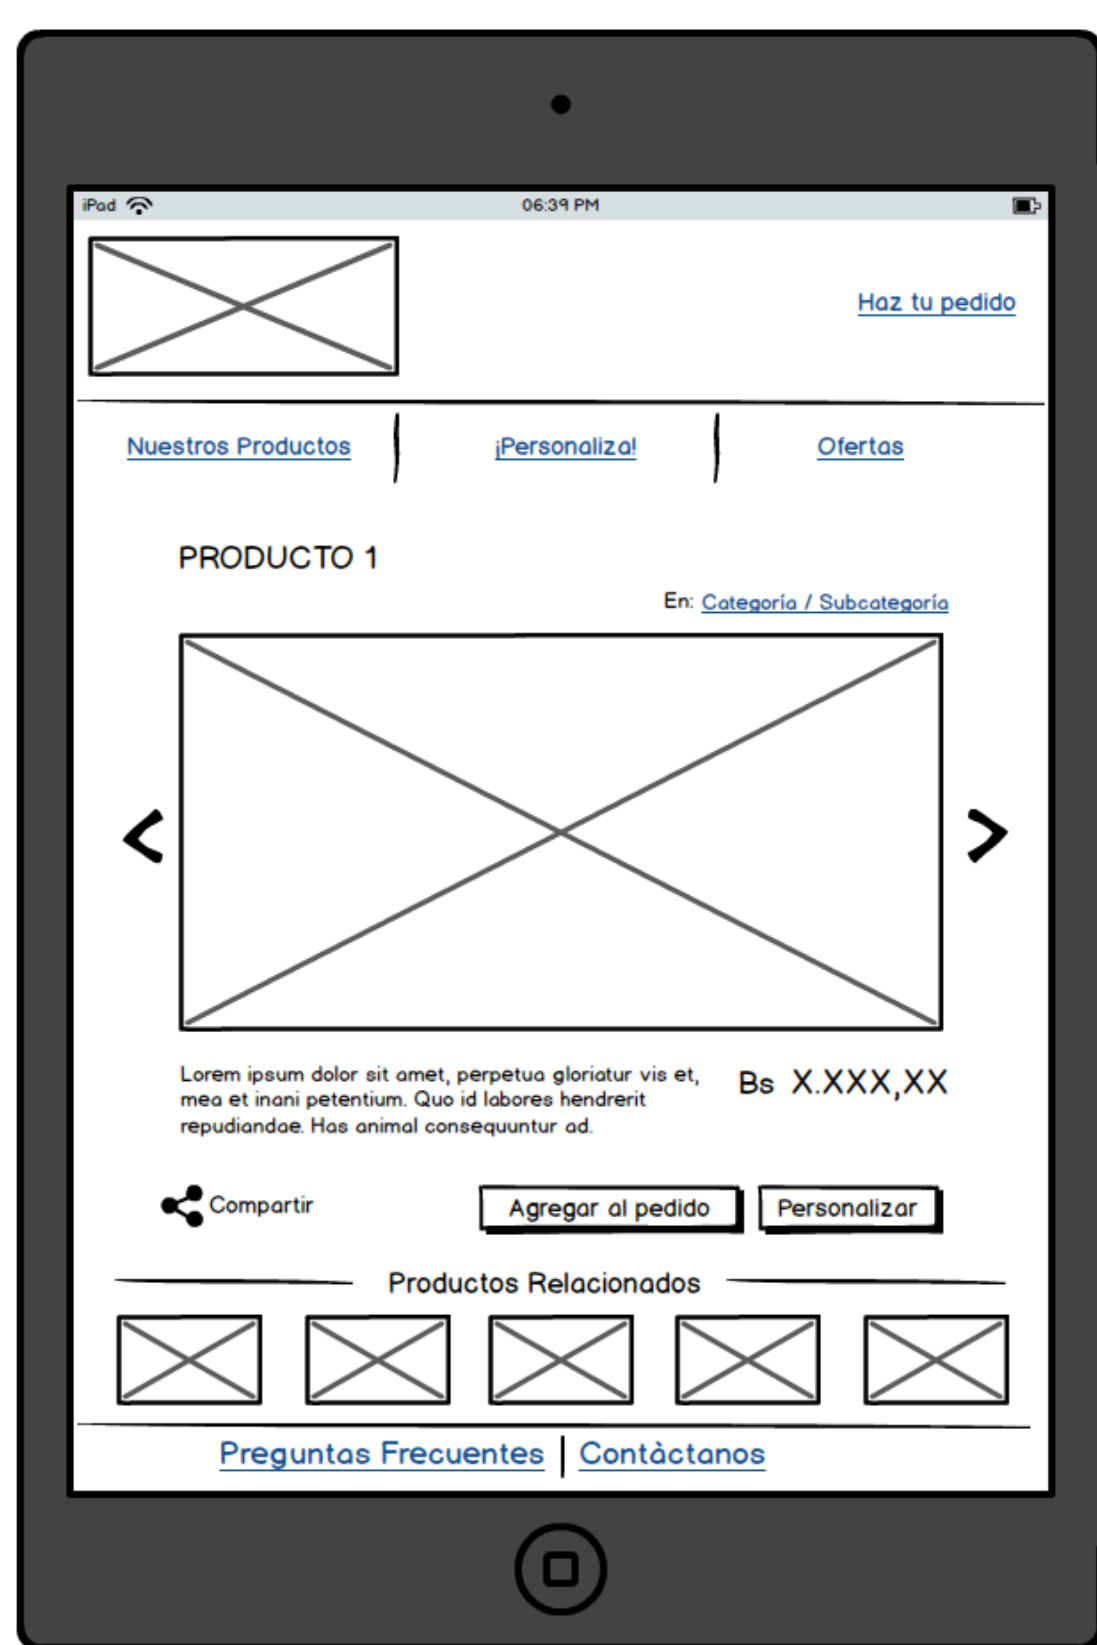 iPad 06:39 PM
Haz tu pedido
Nuestros Productos ¡Personaliza! Ofertas
PRODUCTO 1
En: Categoría / Subcategoría
< >
Lorem ipsum dolor sit amet, perpetua gloriatur vis et,
mea et inani petentium. Quo id labores hendrerit
repudiandae. Has animal consequuntur ad.
Bs X.XXX,XX
Compartir Agregar al pedido Personalizar
Productos Relacionados
Preguntas Frecuentes Contàctanos